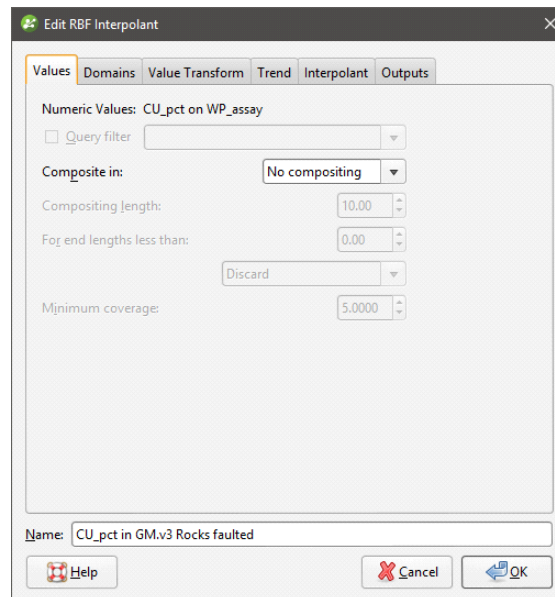 Edit RBF Interpolant
Values Domains Value Transform Trend Interpolant Outputs
Numeric Values: CU_pct on WP_assay
Query filter
Composite in: No compositing
Compositing length: 10.00
For end lengths less than: 0.00
Discard
Minimum coverage: 5.0000
Name: CU_pct in GM.v3 Rocks faulted
Help Cancel OK